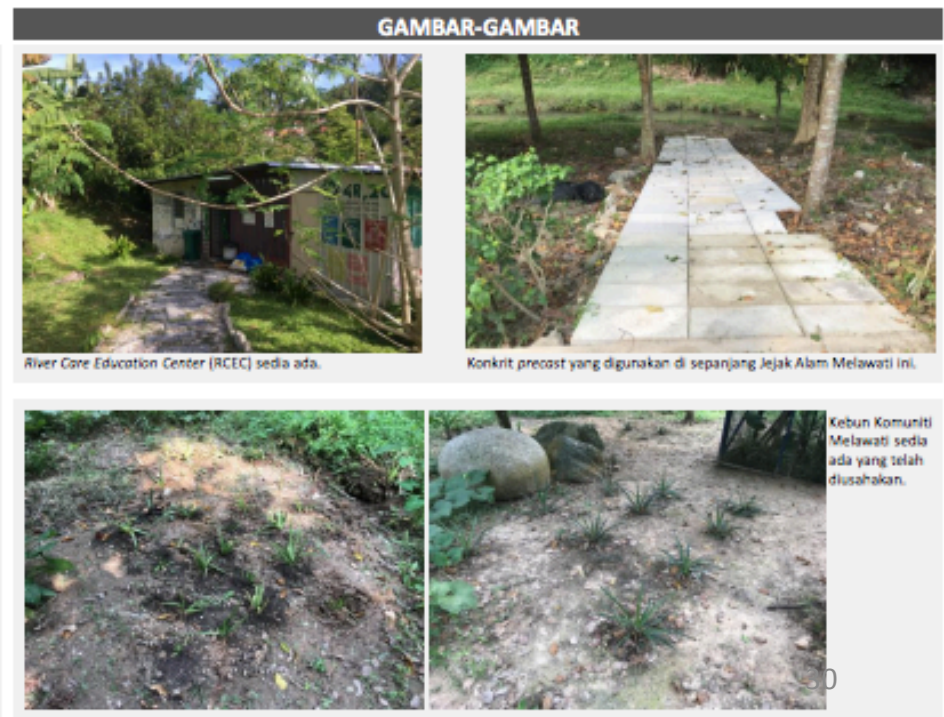 GAMBAR-GAMBAR
River Care Education Center (RCEC) sedia ada.
Konkrit precast yang digunakan di sepanjang Jejak Alam Melawati ini.
Kebun Komuniti
Melawati sedia
ada yang telah
diusahakan.